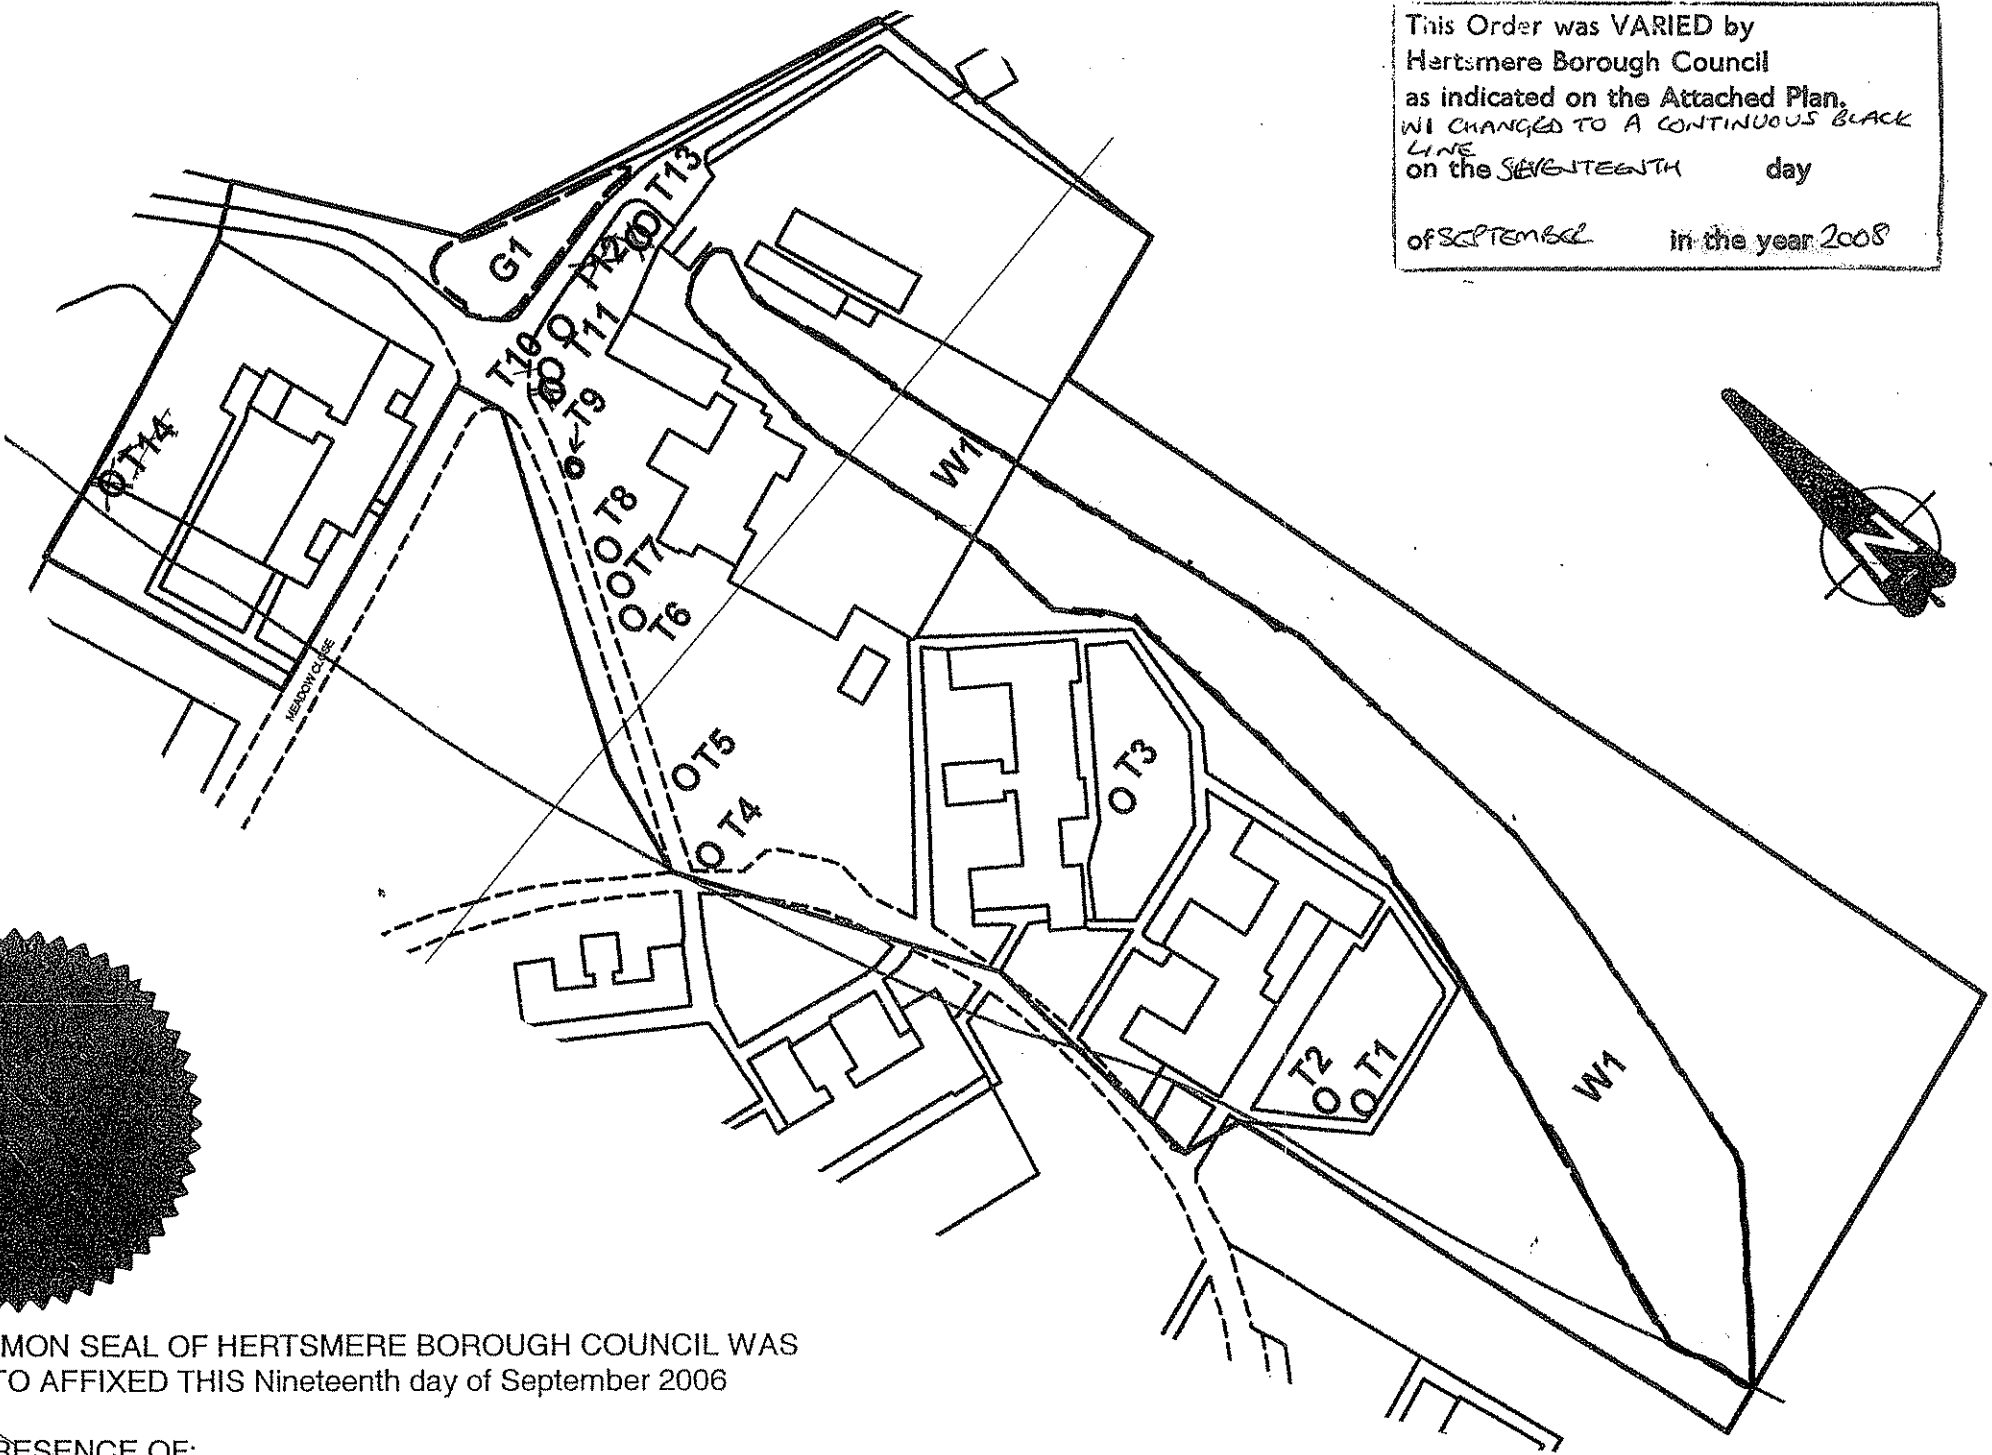 This Order was VARIED by
Hertsmere Borough Council
as indicated on the Attached Plan.
W1 CHANGED TO A CONTINUOUS BLACK
LINE
on the SEVENTEENTH day
of SEPTEMBER in the year 2008
T13
G1
T12
T11
T10
T9
T14
W1
T8
T7
T6
N
MEADOW CLOSE
T5
T3
T4
T2
T1
W1
MON SEAL OF HERTSMERE BOROUGH COUNCIL WAS
TO AFFIXED THIS Nineteenth day of September 2006
RESENCE OF: